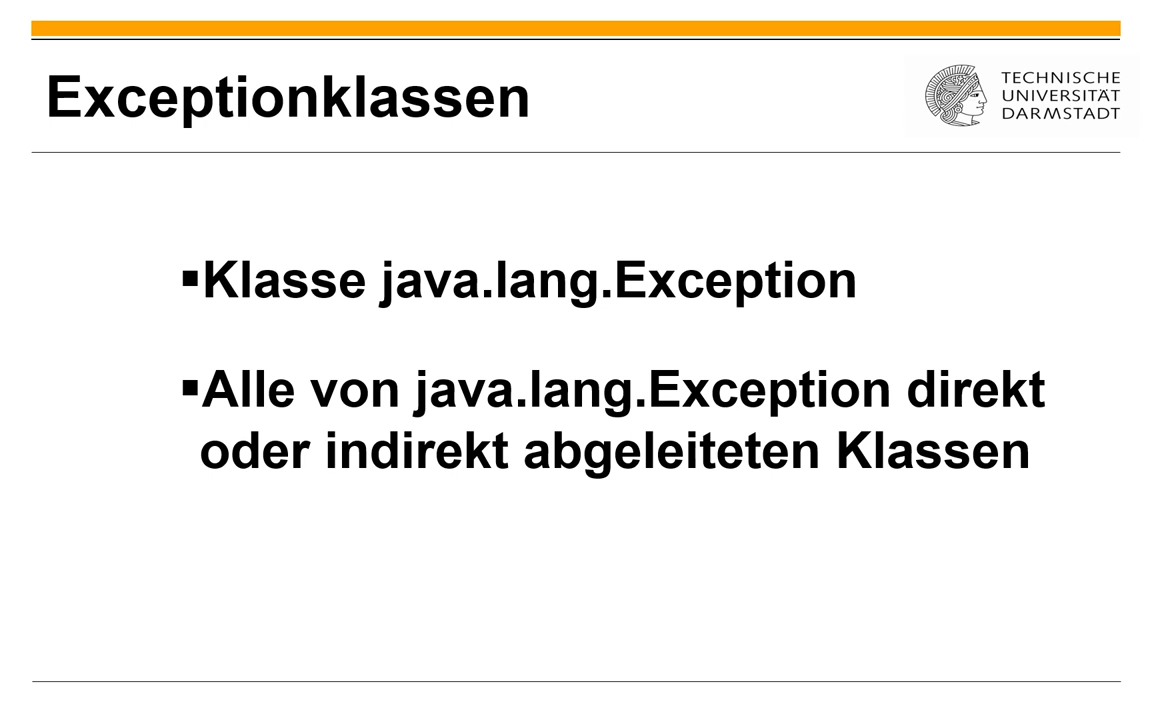 Exceptionklassen
TECHNISCHE
UNIVERSITÄT
DARMSTADT
▪Klasse java.lang.Exception
▪Alle von java.lang.Exception direkt
oder indirekt abgeleiteten Klassen